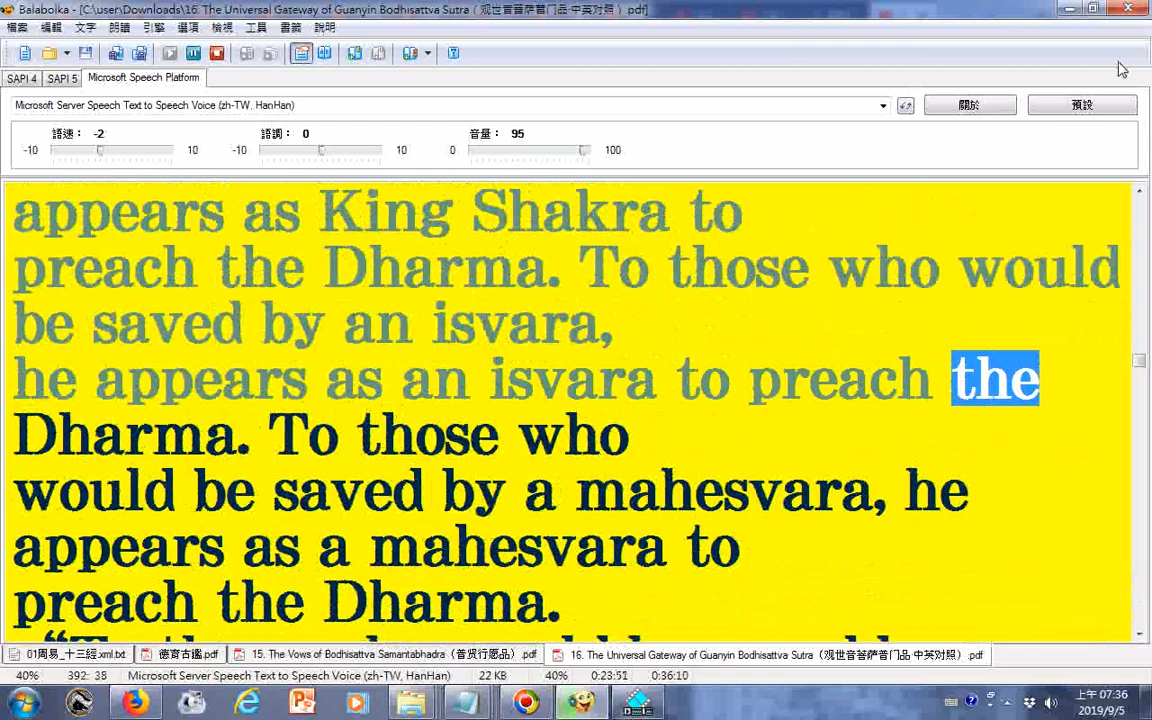 Balabolka - [C:\user\Downloads\16. The Universal Gateway of Guanyin Bodhisattva Sutra（观世音菩萨普门品·中英对照）.pdf]
檔案 編輯 文字 朗讀 引擎 選項 檢視 工具 書籤 說明
SAPI 4 SAPI 5 Microsoft Speech Platform
Microsoft Server Speech Text to Speech Voice (zh-TW, HanHan) 關於 預設
語速： -2 語調： 0 音量： 95
-10 10 -10 10 0 100
appears as King Shakra to
preach the Dharma. To those who would
be saved by an isvara,
he appears as an isvara to preach the
Dharma. To those who
would be saved by a mahesvara, he
appears as a mahesvara to
preach the Dharma.
01周易_十三經.xml.txt 德育古鑑.pdf 15. The Vows of Bodhisattva Samantabhadra（普贤行愿品）.pdf 16. The Universal Gateway of Guanyin Bodhisattva Sutra（观世音菩萨普门品·中英对照）.pdf
40% 392: 38 Microsoft Server Speech Text to Speech Voice (zh-TW, HanHan) 22 KB 40% 0:23:51 0:36:10
上午 07:36
2019/9/5